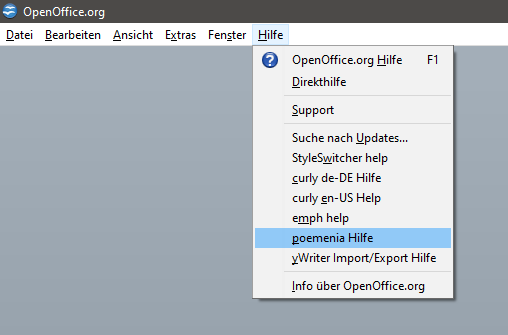 OpenOffice.org
Datei Bearbeiten Ansicht Extras Fenster Hilfe
OpenOffice.org Hilfe F1
Direkthilfe
Support
Suche nach Updates...
StyleSwitcher help
curly de-DE Hilfe
curly en-US Help
emph help
poemenia Hilfe
yWriter Import/Export Hilfe
Info über OpenOffice.org